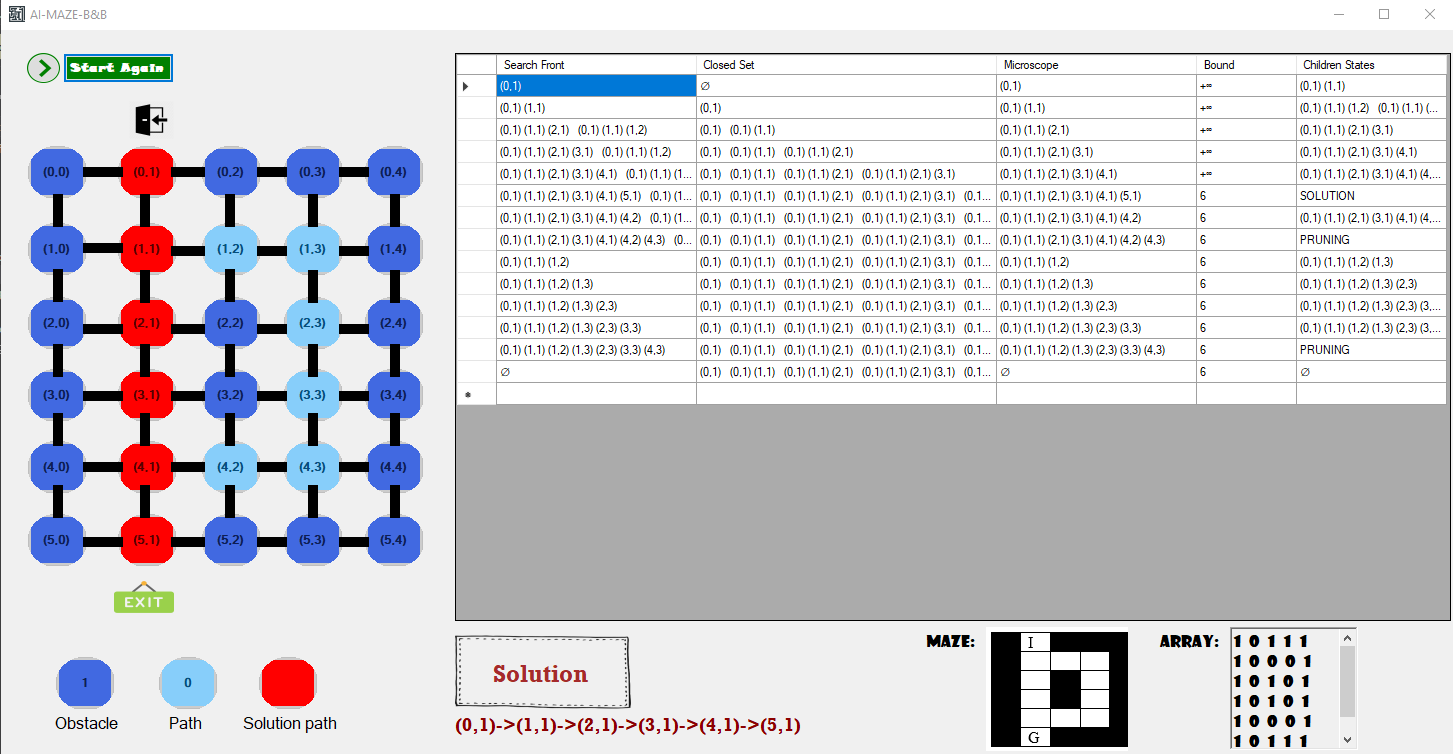 AI-MAZE-B&B
Start Again
Search Front Closed Set Microscope Bound Children States
(0,1) ∅ (0,1) +∞ (0,1) (1,1)
(0,1) (1,1) (0,1) (0,1) (1,1) +∞ (0,1) (1,1) (1,2) (0,1) (1,1) (...
(0,1) (1,1) (2,1) (0,1) (1,1) (1,2) (0,1) (0,1) (1,1) (0,1) (1,1) (2,1) +∞ (0,1) (1,1) (2,1) (3,1)
(0,1) (1,1) (2,1) (3,1) (0,1) (1,1) (1,2) (0,1) (0,1) (1,1) (0,1) (1,1) (2,1) (0,1) (1,1) (2,1) (3,1) +∞ (0,1) (1,1) (2,1) (3,1) (4,1)
(0,1) (1,1) (2,1) (3,1) (4,1) (0,1) (1,1) (1... (0,1) (0,1) (1,1) (0,1) (1,1) (2,1) (0,1) (1,1) (2,1) (3,1) (0,1) (1,1) (2,1) (3,1) (4,1) +∞ (0,1) (1,1) (2,1) (3,1) (4,1) (4,...
(0,1) (1,1) (2,1) (3,1) (4,1) (5,1) (0,1) (1... (0,1) (0,1) (1,1) (0,1) (1,1) (2,1) (0,1) (1,1) (2,1) (3,1) (0,1... (0,1) (1,1) (2,1) (3,1) (4,1) (5,1) 6 SOLUTION
(0,1) (1,1) (2,1) (3,1) (4,1) (4,2) (0,1) (1... (0,1) (0,1) (1,1) (0,1) (1,1) (2,1) (0,1) (1,1) (2,1) (3,1) (0,1... (0,1) (1,1) (2,1) (3,1) (4,1) (4,2) 6 (0,1) (1,1) (2,1) (3,1) (4,1) (4,...
(0,1) (1,1) (2,1) (3,1) (4,1) (4,2) (4,3) (0... (0,1) (0,1) (1,1) (0,1) (1,1) (2,1) (0,1) (1,1) (2,1) (3,1) (0,1... (0,1) (1,1) (2,1) (3,1) (4,1) (4,2) (4,3) 6 PRUNING
(0,1) (1,1) (1,2) (0,1) (0,1) (1,1) (0,1) (1,1) (2,1) (0,1) (1,1) (2,1) (3,1) (0,1... (0,1) (1,1) (1,2) 6 (0,1) (1,1) (1,2) (1,3)
(0,1) (1,1) (1,2) (1,3) (0,1) (0,1) (1,1) (0,1) (1,1) (2,1) (0,1) (1,1) (2,1) (3,1) (0,1... (0,1) (1,1) (1,2) (1,3) 6 (0,1) (1,1) (1,2) (1,3) (2,3)
(0,1) (1,1) (1,2) (1,3) (2,3) (0,1) (0,1) (1,1) (0,1) (1,1) (2,1) (0,1) (1,1) (2,1) (3,1) (0,1... (0,1) (1,1) (1,2) (1,3) (2,3) 6 (0,1) (1,1) (1,2) (1,3) (2,3) (3,...
(0,1) (1,1) (1,2) (1,3) (2,3) (3,3) (0,1) (0,1) (1,1) (0,1) (1,1) (2,1) (0,1) (1,1) (2,1) (3,1) (0,1... (0,1) (1,1) (1,2) (1,3) (2,3) (3,3) 6 (0,1) (1,1) (1,2) (1,3) (2,3) (3,...
(0,1) (1,1) (1,2) (1,3) (2,3) (3,3) (4,3) (0,1) (0,1) (1,1) (0,1) (1,1) (2,1) (0,1) (1,1) (2,1) (3,1) (0,1... (0,1) (1,1) (1,2) (1,3) (2,3) (3,3) (4,3) 6 PRUNING
∅ (0,1) (0,1) (1,1) (0,1) (1,1) (2,1) (0,1) (1,1) (2,1) (3,1) (0,1... ∅ 6 ∅
(0,0) (0,1) (0,2) (0,3) (0,4)
(1,0) (1,1) (1,2) (1,3) (1,4)
(2,0) (2,1) (2,2) (2,3) (2,4)
(3,0) (3,1) (3,2) (3,3) (3,4)
(4,0) (4,1) (4,2) (4,3) (4,4)
(5,0) (5,1) (5,2) (5,3) (5,4)
EXIT
1 0
Obstacle Path Solution path
Solution
(0,1)->(1,1)->(2,1)->(3,1)->(4,1)->(5,1)
MAZE:
I
G
ARRAY:
1 0 1 1 1
1 0 0 0 1
1 0 1 0 1
1 0 1 0 1
1 0 0 0 1
1 0 1 1 1